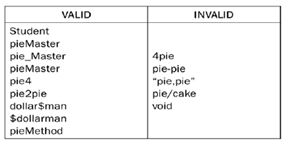 VALID INVALID
Student
pieMaster
pie_Master 4pie
pieMaster pie-pie
pie4 "pie,pie"
pie2pie pie/cake
dollar$man void
$dollarman
pieMethod